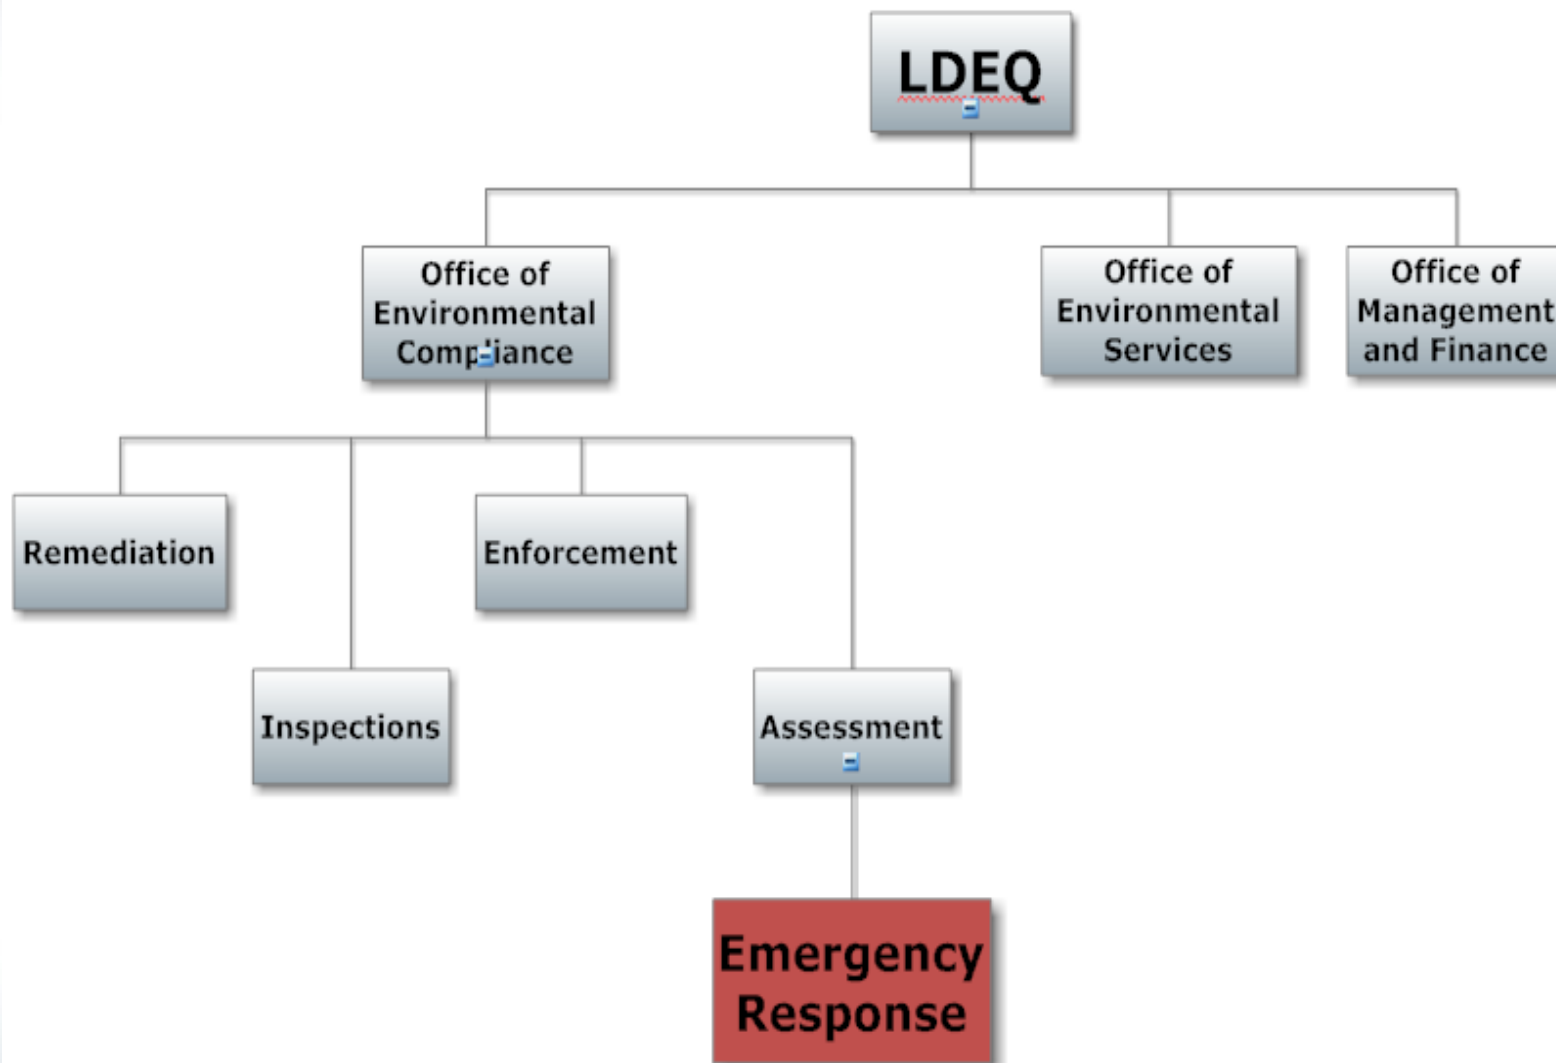 LDEQ
Office of
Environmental
Compliance
Office of
Environmental
Services
Office of
Management
and Finance
Remediation
Enforcement
Inspections
Assessment
Emergency
Response